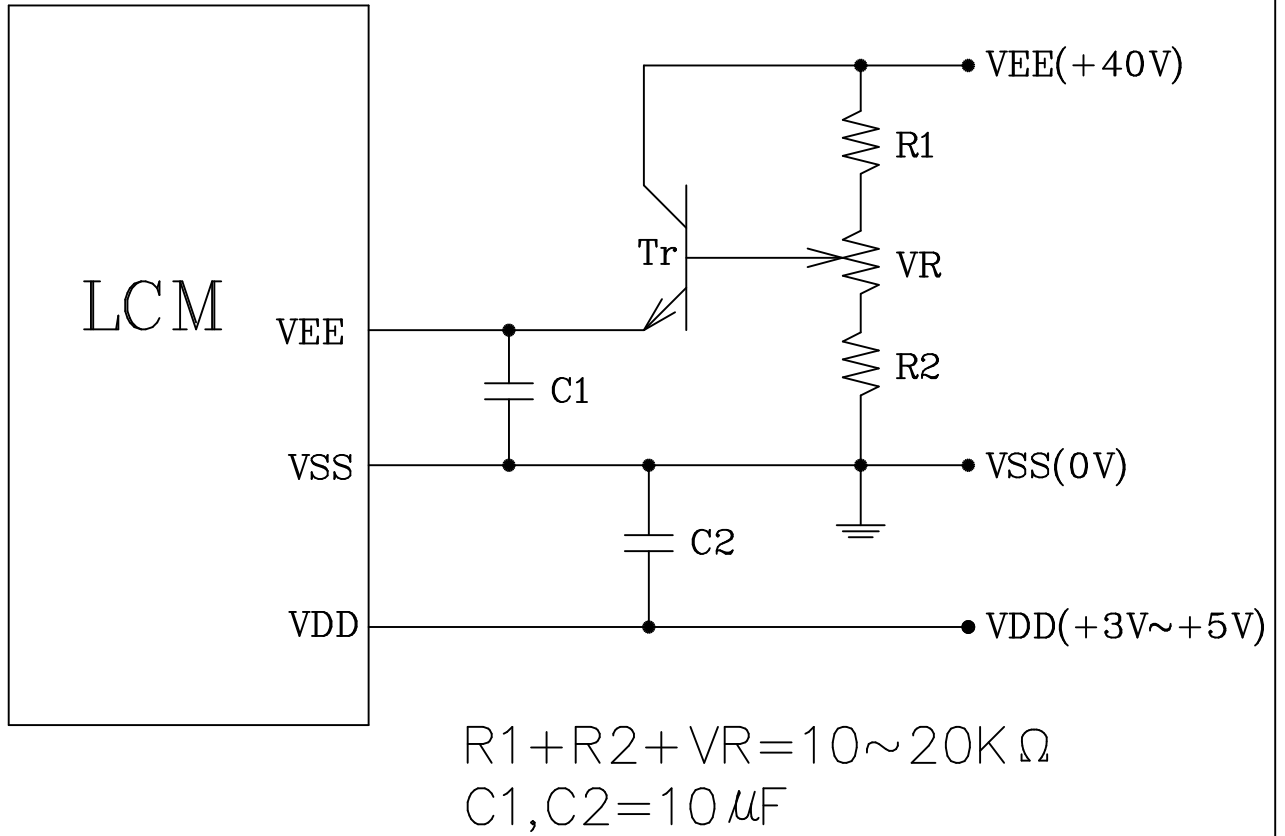 VEE(+40V)
R1
Tr
VR
LCM
VEE
R2
C1
VSS
VSS(0V)
C2
VDD
VDD(+3V~+5V)
R1+R2+VR=10~20KΩ
C1,C2=10µF